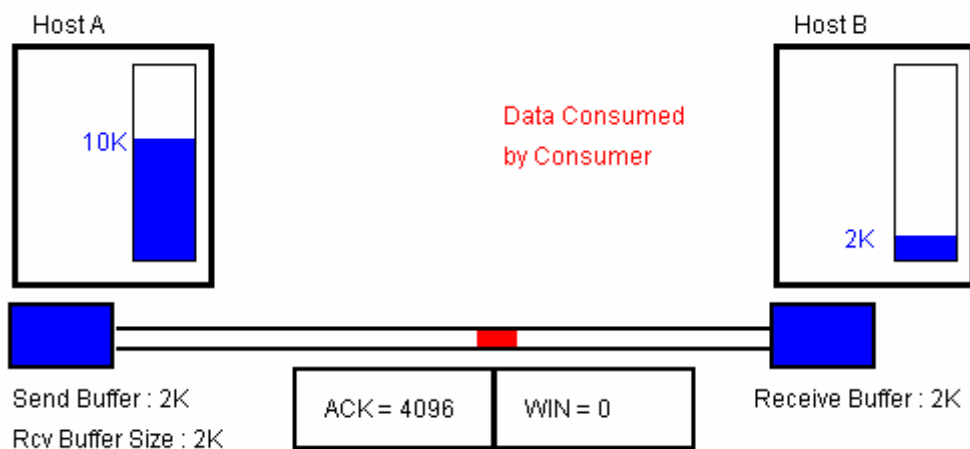 Host A
Host B
10K
Data Consumed
by Consumer
2K
Send Buffer : 2K
Rcv Buffer Size : 2K
ACK = 4096
WIN = 0
Receive Buffer : 2K